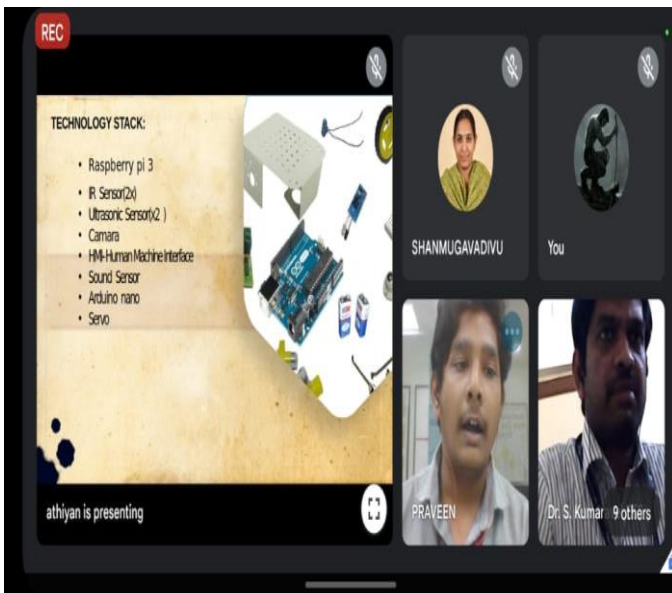 REC
TECHNOLOGY STACK:
• Raspberry pi 3
• IR Sensor(2x)
• Ultrasonic Sensor(x2 )
• Camara
• HMI-Human Machine Interface
• Sound Sensor
• Arduino nano
• Servo
athiyan is presenting
SHANMUGAVADIVU
You
PRAVEEN
Dr. S. Kumar
9 others